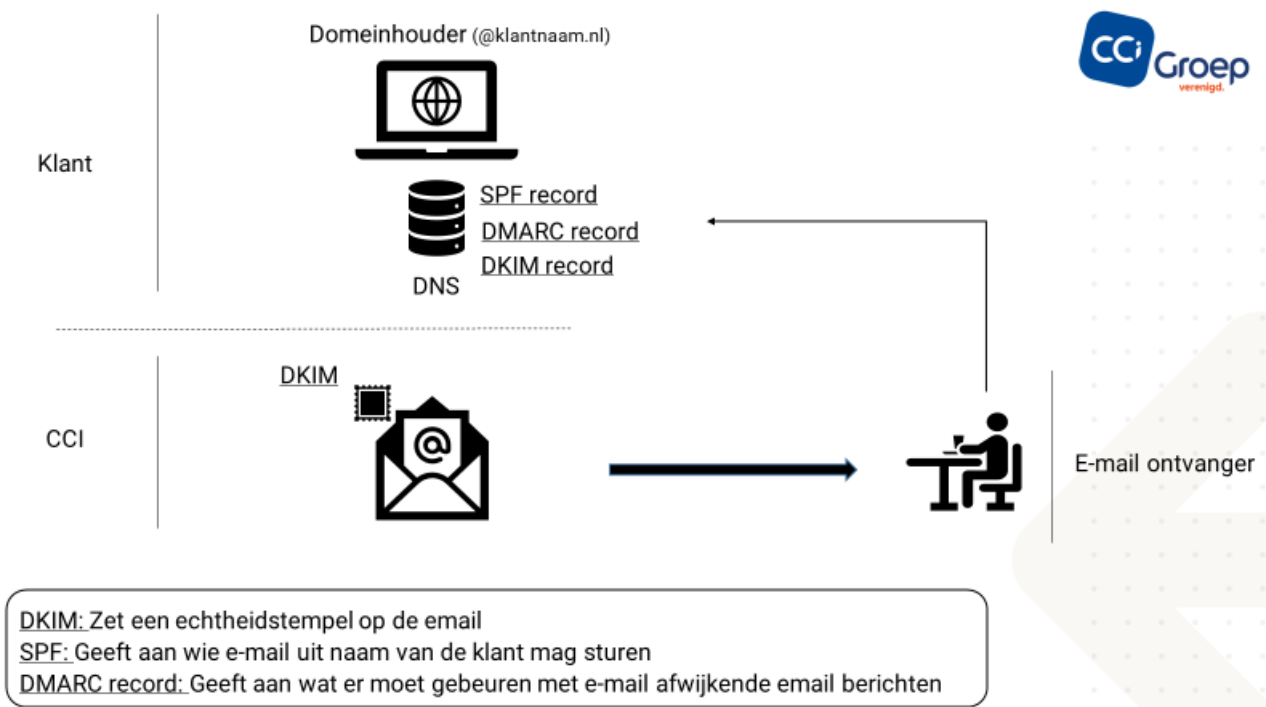 Domeinhouder (@klantnaam.nl)
CCi Groep
verenigd.
Klant
SPF record
DMARC record
DKIM record
DNS
DKIM
CCI
E-mail ontvanger
DKIM: Zet een echtheidstempel op de email
SPF: Geeft aan wie e-mail uit naam van de klant mag sturen
DMARC record: Geeft aan wat er moet gebeuren met e-mail afwijkende email berichten